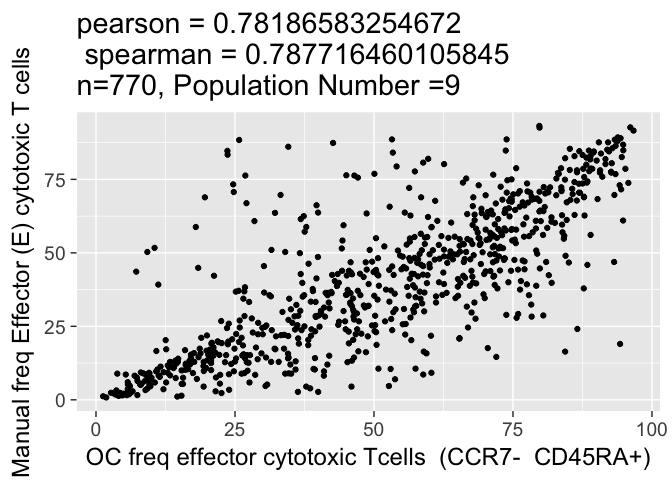 pearson = 0.78186583254672
spearman = 0.787716460105845
n=770, Population Number =9
Manual freq Effector (E) cytotoxic T cells
75
50
25
0
0 25 50 75 100
OC freq effector cytotoxic Tcells  (CCR7-  CD45RA+)